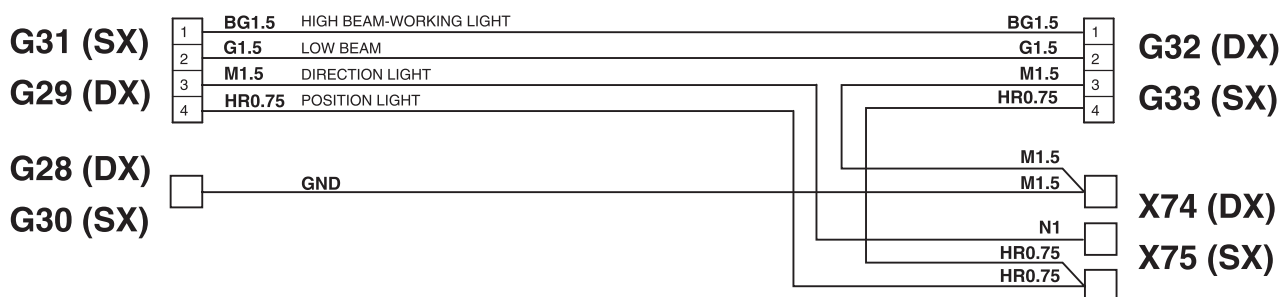 G31 (SX)
G29 (DX)
1 BG1.5 HIGH BEAM-WORKING LIGHT BG1.5 1
2 G1.5 LOW BEAM G1.5 2
3 M1.5 DIRECTION LIGHT M1.5 3
4 HR0.75 POSITION LIGHT HR0.75 4
G32 (DX)
G33 (SX)
G28 (DX)
G30 (SX)
GND
M1.5
M1.5
N1
HR0.75
HR0.75
X74 (DX)
X75 (SX)